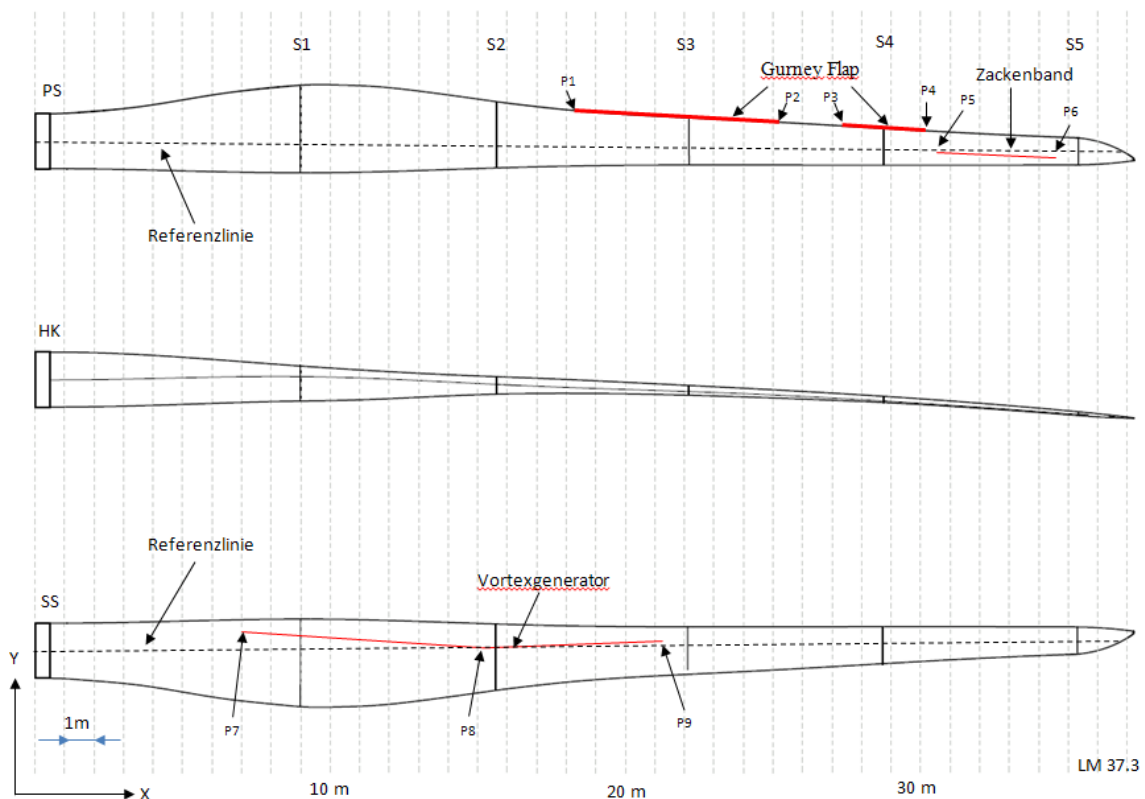 S1
S2
S3
S4
S5
PS
P1
Gurney Flap
P2
P3
P4
Zackenband
P5
P6
Referenzlinie
HK
Referenzlinie
SS
Vortexgenerator
Y
P7
P8
P9
1m
LM 37.3
X
10 m
20 m
30 m